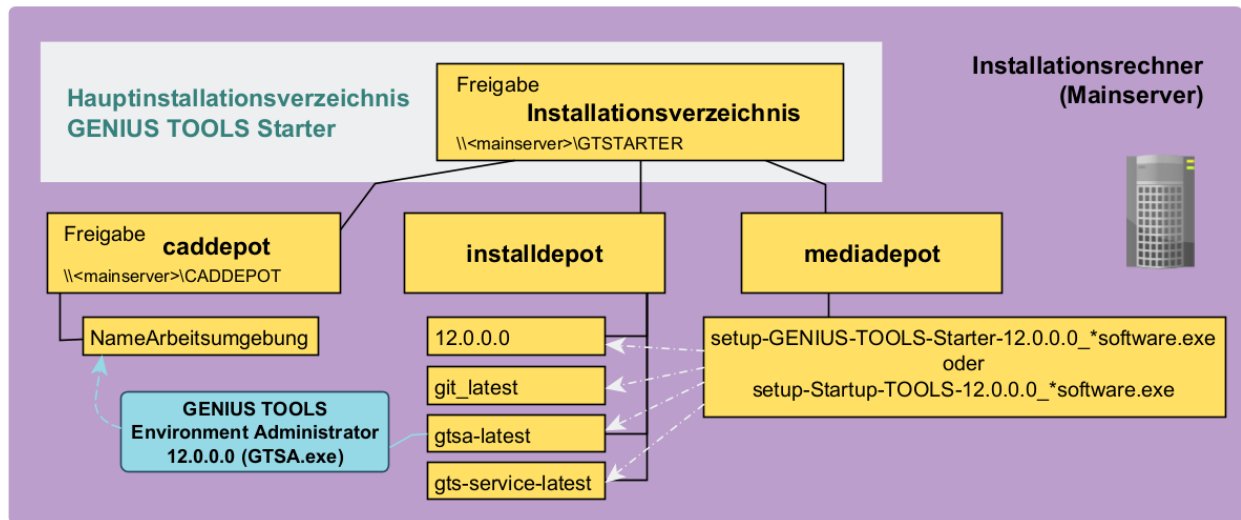 Hauptinstallationsverzeichnis
GENIUS TOOLS Starter
Freigabe
Installationsverzeichnis
\\<mainserver>\GTSTARTER
Installationsrechner
(Mainserver)
Freigabe
caddepot
\\<mainserver>\CADDEPOT
installdepot
mediadepot
NameArbeitsumgebung
12.0.0.0
git_latest
gtsa-latest
gts-service-latest
setup-GENIUS-TOOLS-Starter-12.0.0.0_*software.exe
oder
setup-Startup-TOOLS-12.0.0.0_*software.exe
GENIUS TOOLS
Environment Administrator
12.0.0.0 (GTSA.exe)